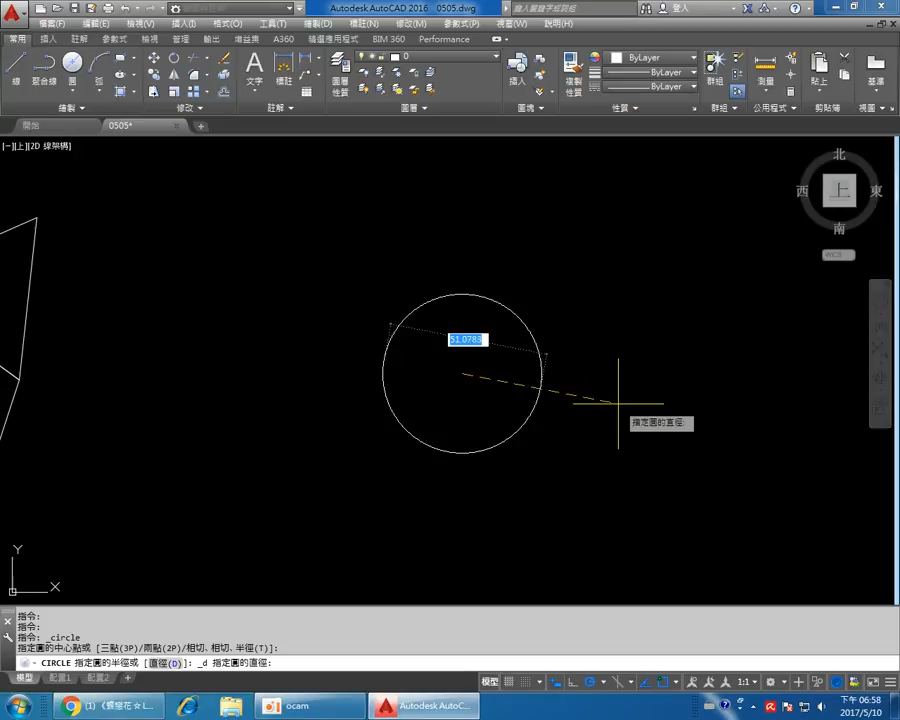 Autodesk AutoCAD 2016 0505.dwg
登入
檔案(F) 編輯(E) 檢視(V) 插入(I) 格式(O) 工具(T) 繪製(D) 標註(N) 修改(M) 參數式(P) 視窗(W) 說明(H)
常用 插入 註解 參數式 檢視 管理 輸出 增益集 A360 精選應用程式 BIM 360 Performance
0
ByLayer
ByLayer
ByLayer
線 聚合線 圓 弧 文字 標註 圖層性質 插入 複製性質 群組 測量 貼上 基準
繪製 修改 註解 圖層 圖塊 性質 群組 公用程式 剪貼簿 視圖
開始 0505*
[−][上][2D 線架構]
北
西 上 東
南
WCS
51.0783
指定圓的直徑:
Y
X
指令:
指令:
指令: _circle
指定圓的中心點或 [三點(3P)/兩點(2P)/相切、相切、半徑(T)]:
- CIRCLE 指定圓的半徑或 [直徑(D)]: _d 指定圓的直徑:
模型 配置1 配置2 +
模型 1:1
ocam
Autodesk AutoC...
下午 06:58
2017/5/10